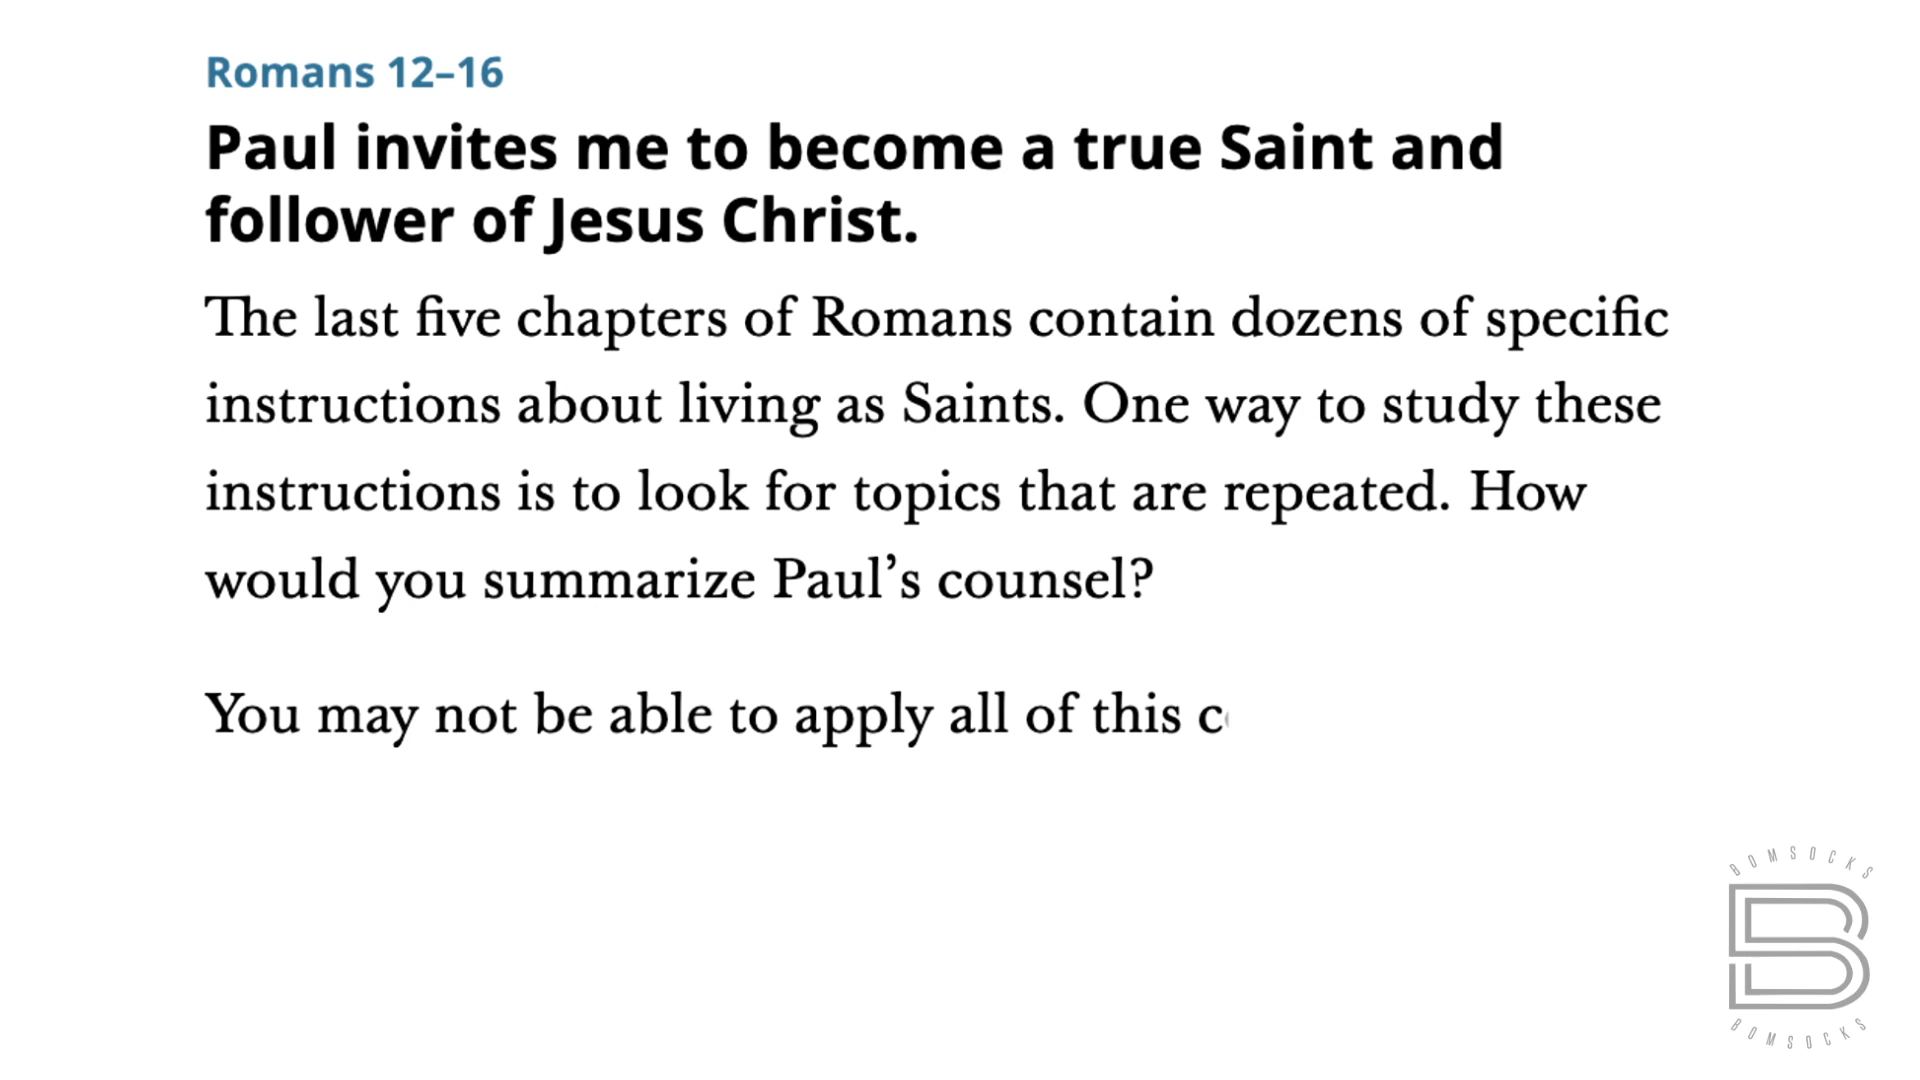 Romans 12–16
Paul invites me to become a true Saint and
follower of Jesus Christ.
The last five chapters of Romans contain dozens of specific
instructions about living as Saints. One way to study these
instructions is to look for topics that are repeated. How
would you summarize Paul’s counsel?
You may not be able to apply all of this c
BOMSOCKS
B
BOMSOCKS